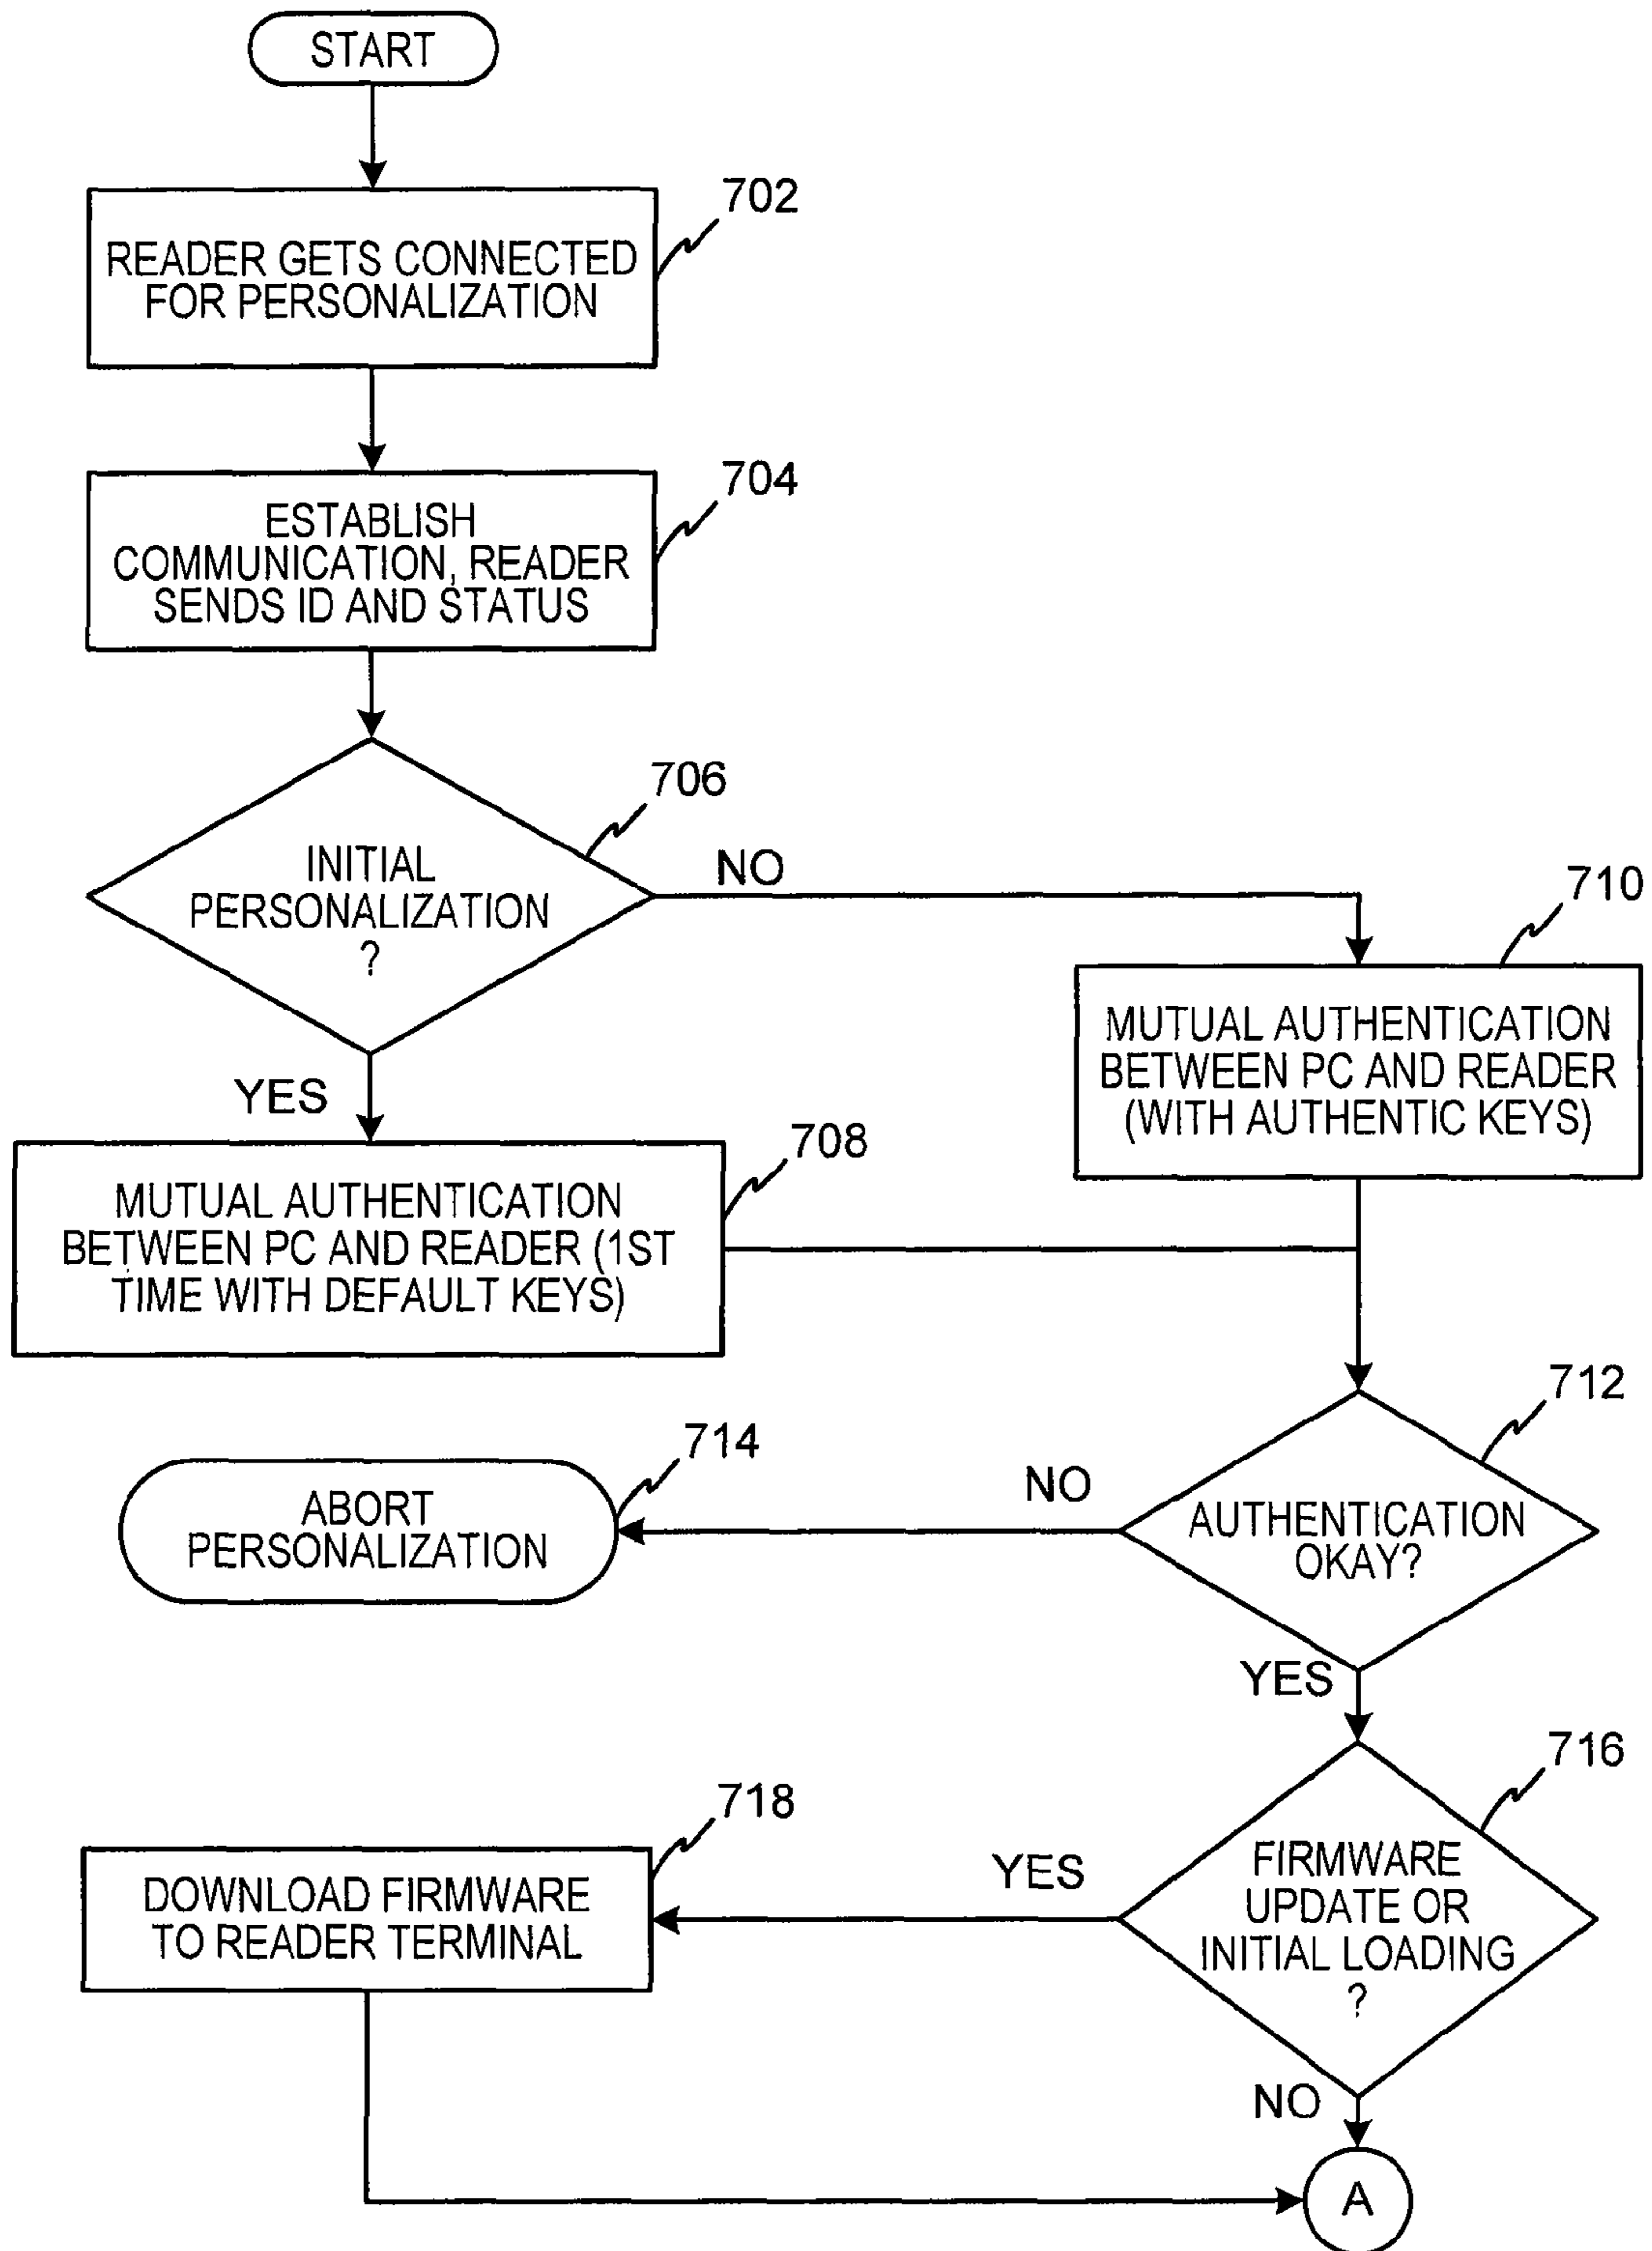 START
702
READER GETS CONNECTED
FOR PERSONALIZATION
704
ESTABLISH
COMMUNICATION, READER
SENDS ID AND STATUS
706
INITIAL
PERSONALIZATION
?
NO
710
MUTUAL AUTHENTICATION
BETWEEN PC AND READER
(WITH AUTHENTIC KEYS)
YES
708
MUTUAL AUTHENTICATION
BETWEEN PC AND READER (1ST
TIME WITH DEFAULT KEYS)
712
AUTHENTICATION
OKAY?
NO
714
ABORT
PERSONALIZATION
YES
716
FIRMWARE
UPDATE OR
INITIAL LOADING
?
YES
718
DOWNLOAD FIRMWARE
TO READER TERMINAL
NO
A